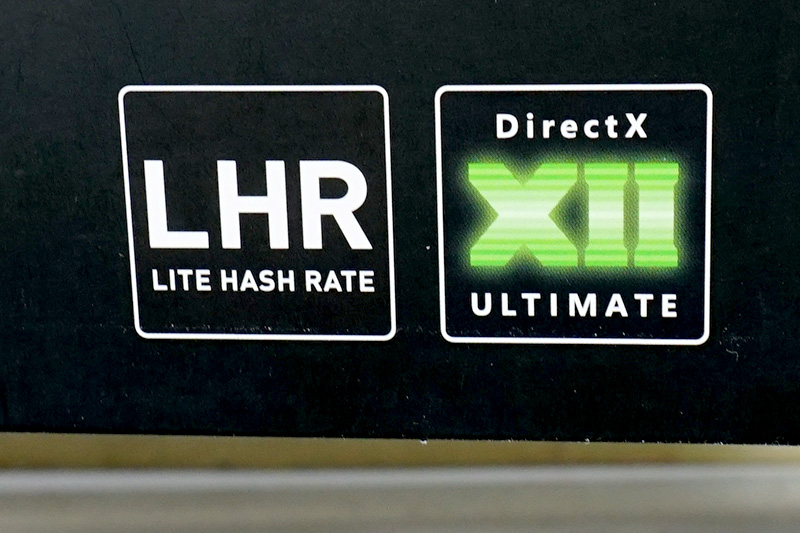 LHR
LITE HASH RATE
DirectX
XII
ULTIMATE